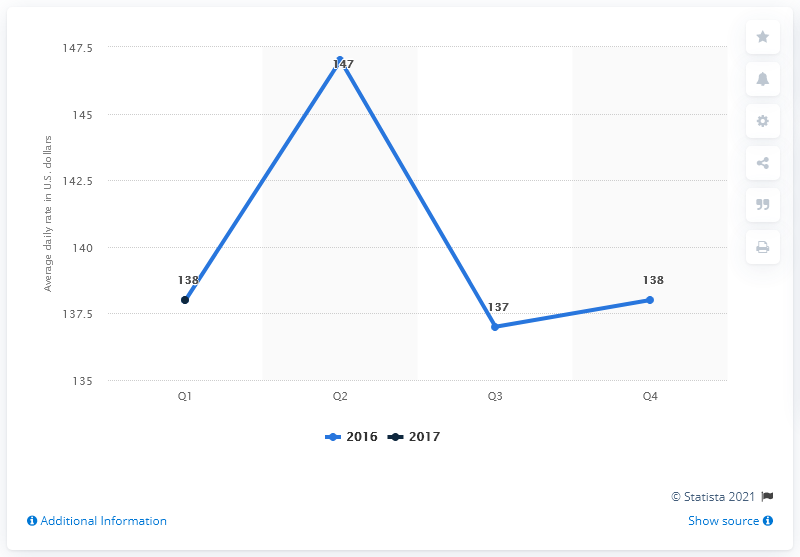 147.5
145
142.5
140
137.5
135
Average daily rate in U.S. dollars
138
147
137
138
Q1 Q2 Q3 Q4
2016 2017
© Statista 2021
Additional Information
Show source